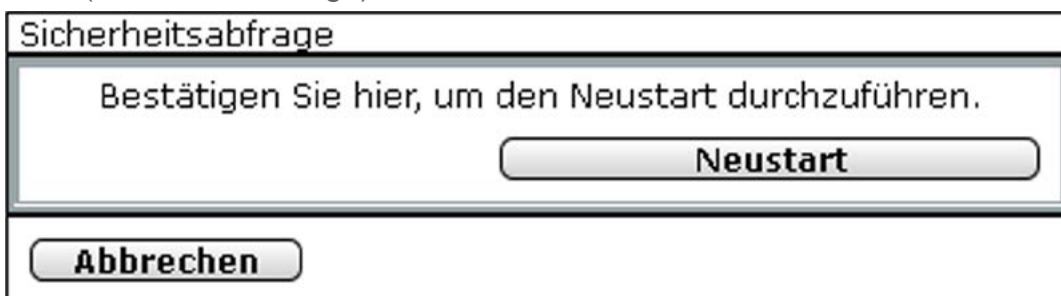 Sicherheitsabfrage
Bestätigen Sie hier, um den Neustart durchzuführen.
Neustart
Abbrechen